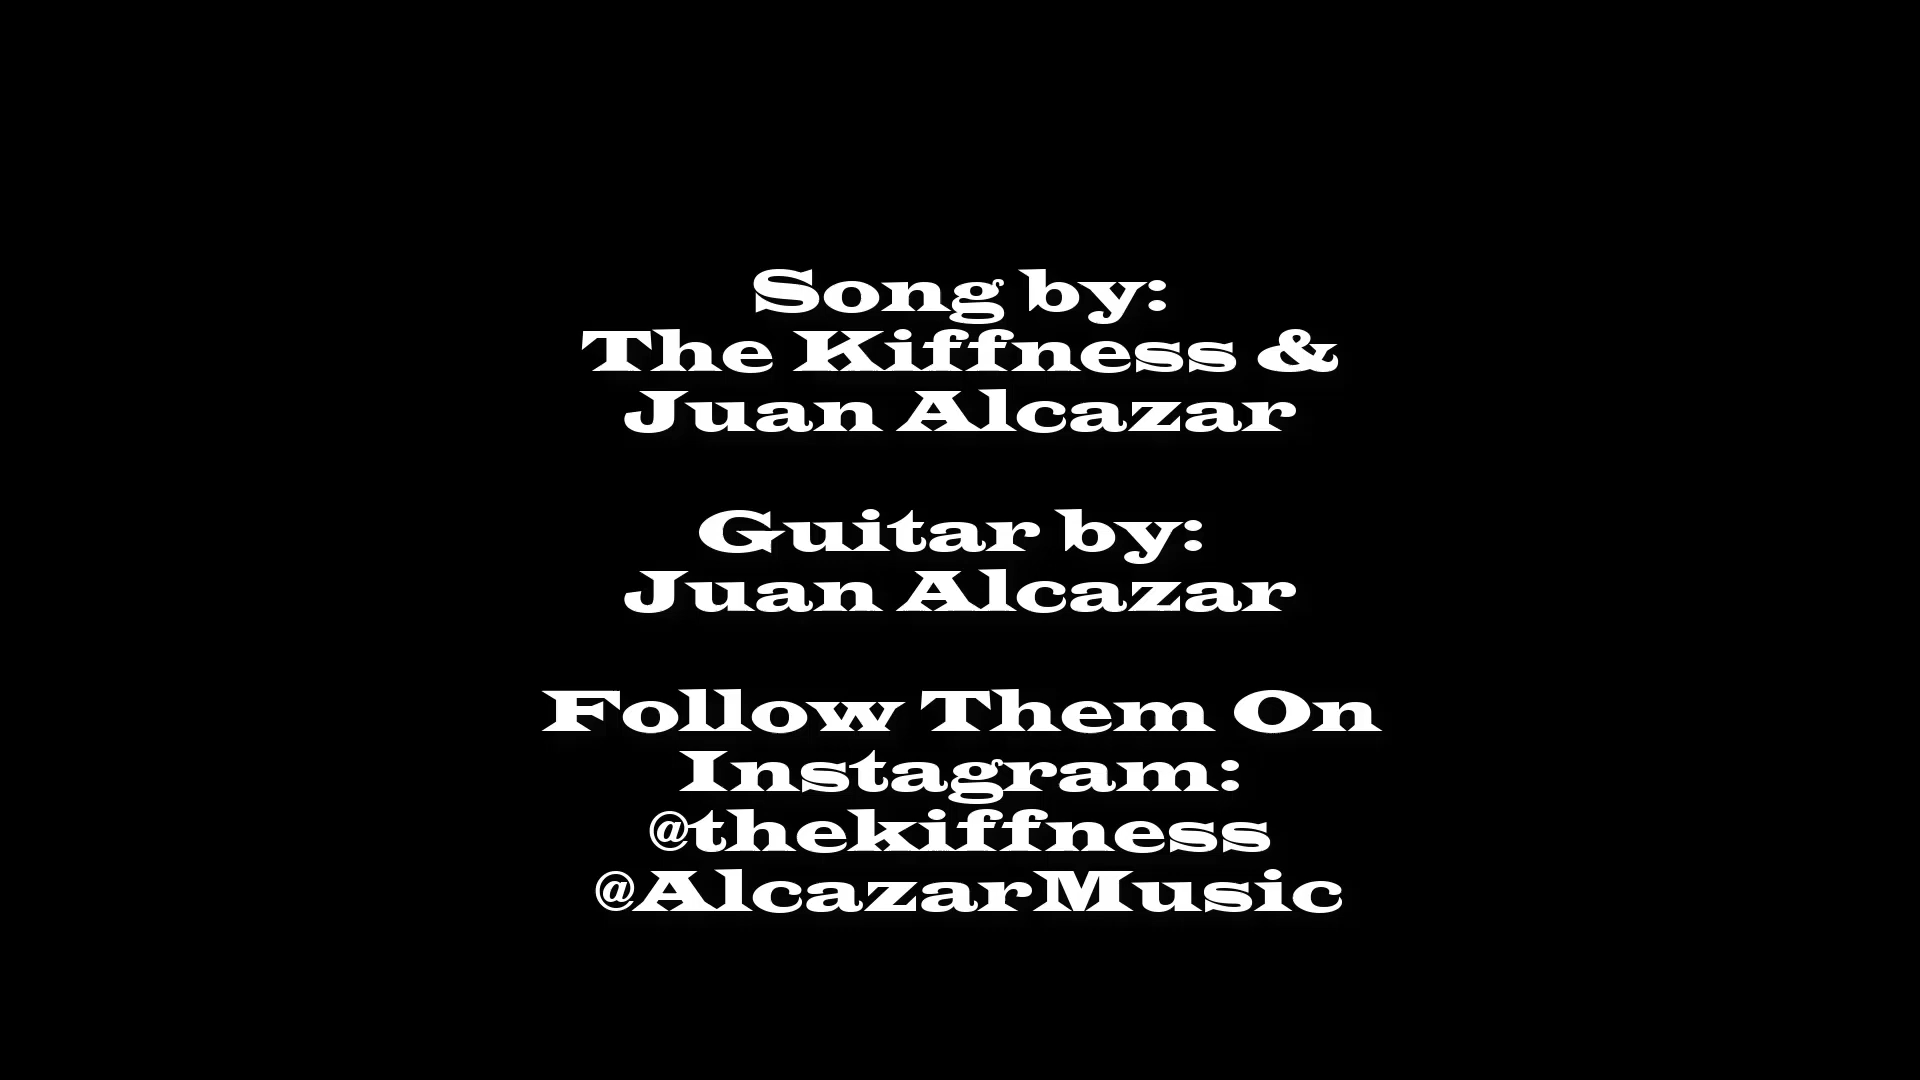 Song by:
The Kiffness &
Juan Alcazar
Guitar by:
Juan Alcazar
Follow Them On
Instagram:
@thekiffness
@AlcazarMusic